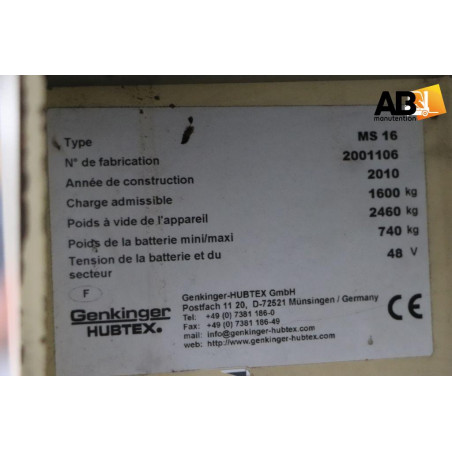 AB
manutention
Type MS 16
N° de fabrication 2001106
Année de construction 2010
Charge admissible 1600 kg
Poids à vide de l'appareil 2460 kg
Poids de la batterie mini/maxi 740 kg
Tension de la batterie et du secteur 48 V
F
Genkinger
HUBTEX.
Genkinger-HUBTEX GmbH
Postfach 11 20, D-72521 Münsingen / Germany
Tel: +49 (0) 7381 186-0
Fax: +49 (0) 7381 186-49
mail: info@genkinger-hubtex.com
web: http://www.genkinger-hubtex.com
CE